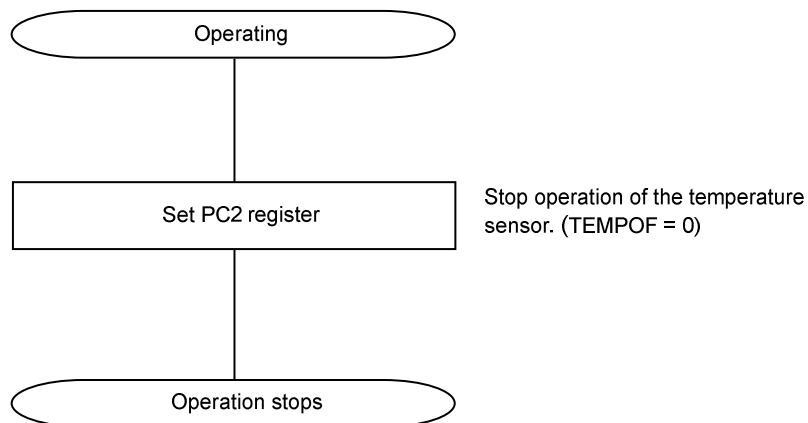 Operating
Set PC2 register
Stop operation of the temperature
sensor. (TEMPOF = 0)
Operation stops